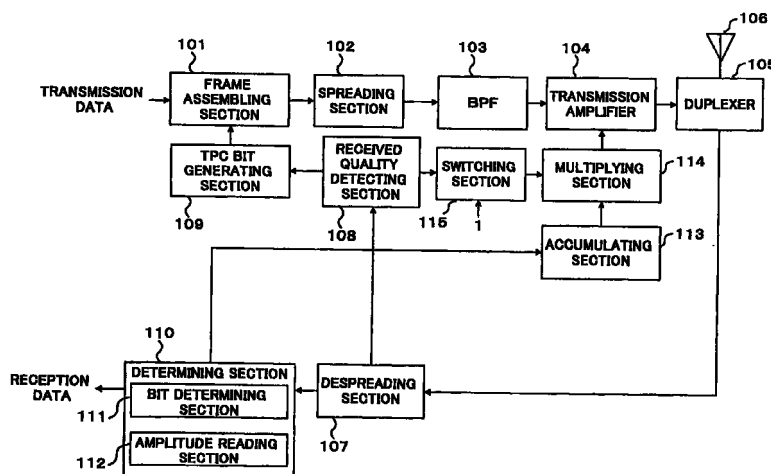 106
101
102
103
104
105
TRANSMISSION
DATA
FRAME
ASSEMBLING
SECTION
SPREADING
SECTION
BPF
TRANSMISSION
AMPLIFIER
DUPLEXER
TPC BIT
GENERATING
SECTION
RECEIVED
QUALITY
DETECTING
SECTION
SWITCHING
SECTION
MULTIPLYING
SECTION
114
109
108
115
1
ACCUMULATING
SECTION
113
110
RECEPTION
DATA
DETERMINING SECTION
BIT DETERMINING
SECTION
111
AMPLITUDE READING
SECTION
112
DESPREADING
SECTION
107